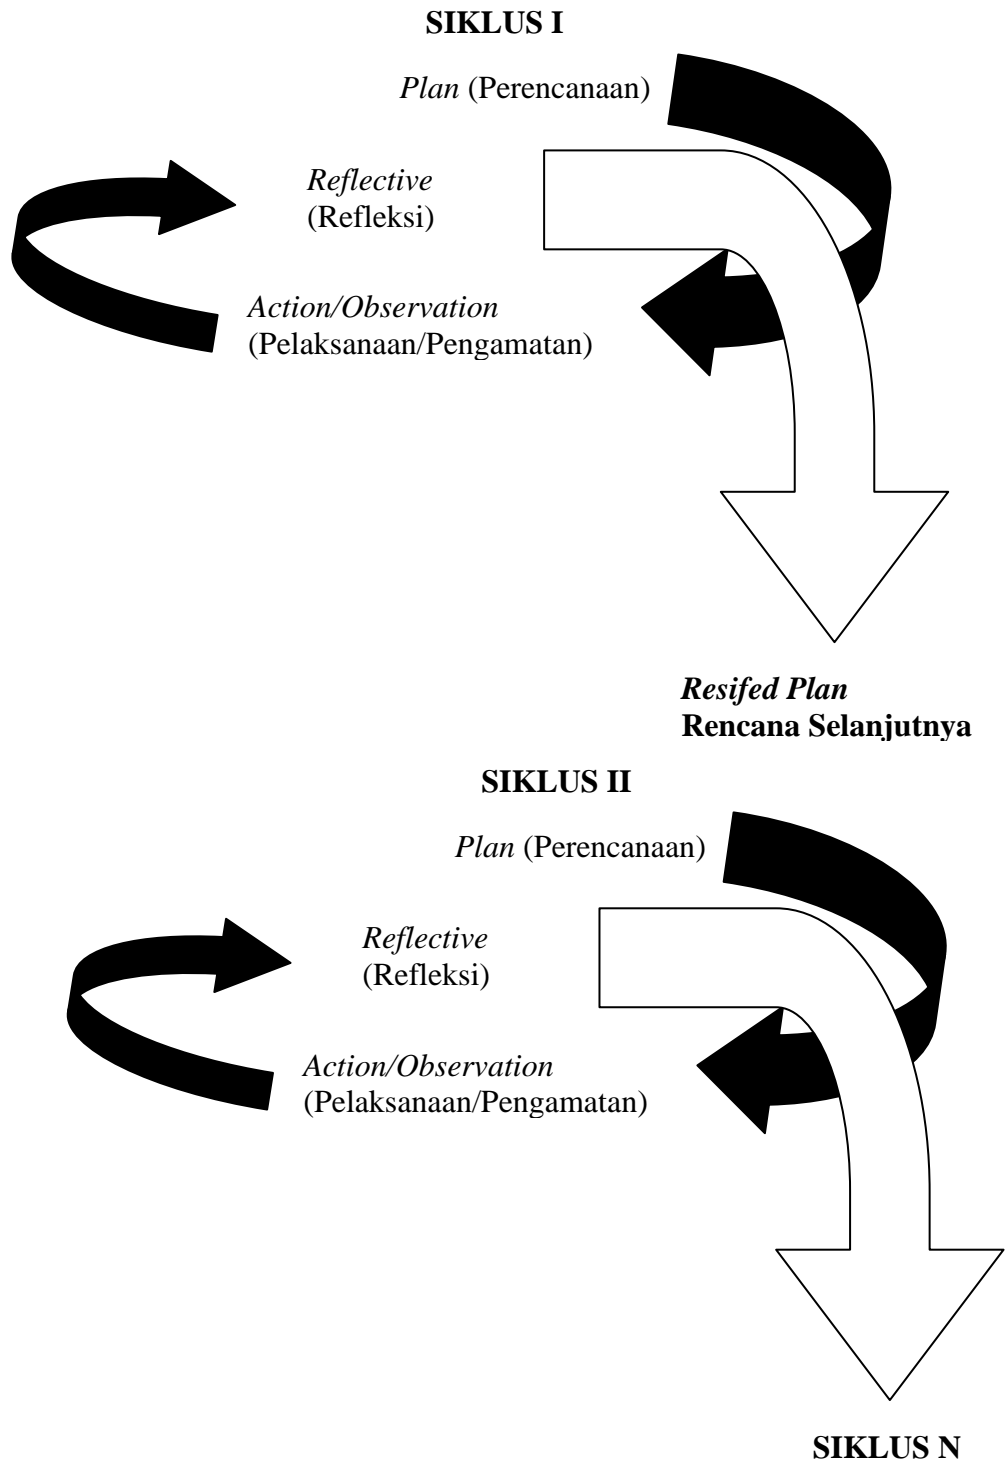 SIKLUS I
Plan (Perencanaan)
Reflective
(Refleksi)
Action/Observation
(Pelaksanaan/Pengamatan)
Resifed Plan
Rencana Selanjutnya
SIKLUS II
Plan (Perencanaan)
Reflective
(Refleksi)
Action/Observation
(Pelaksanaan/Pengamatan)
SIKLUS N